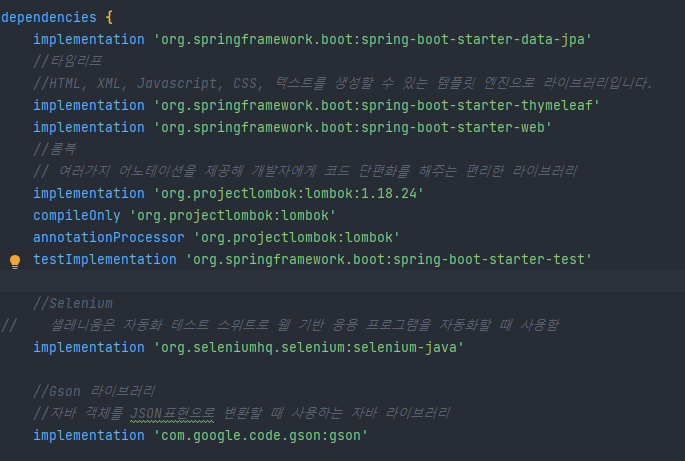 dependencies {
implementation 'org.springframework.boot:spring-boot-starter-data-jpa'
//타임리프
//HTML, XML, Javascript, CSS, 텍스트를 생성할 수 있는 템플릿 엔진으로 라이브러리입니다.
implementation 'org.springframework.boot:spring-boot-starter-thymeleaf'
implementation 'org.springframework.boot:spring-boot-starter-web'
//롬복
// 여러가지 어노테이션을 제공해 개발자에게 코드 단편화를 해주는 편리한 라이브러리
implementation 'org.projectlombok:lombok:1.18.24'
compileOnly 'org.projectlombok:lombok'
annotationProcessor 'org.projectlombok:lombok'
testImplementation 'org.springframework.boot:spring-boot-starter-test'
//Selenium
// 셀레니움은 자동화 테스트 스위트로 웹 기반 응용 프로그램을 자동화할 때 사용함
implementation 'org.seleniumhq.selenium:selenium-java'
//Gson 라이브러리
//자바 객체를 JSON표현으로 변환할 때 사용하는 자바 라이브러리
implementation 'com.google.code.gson:gson'